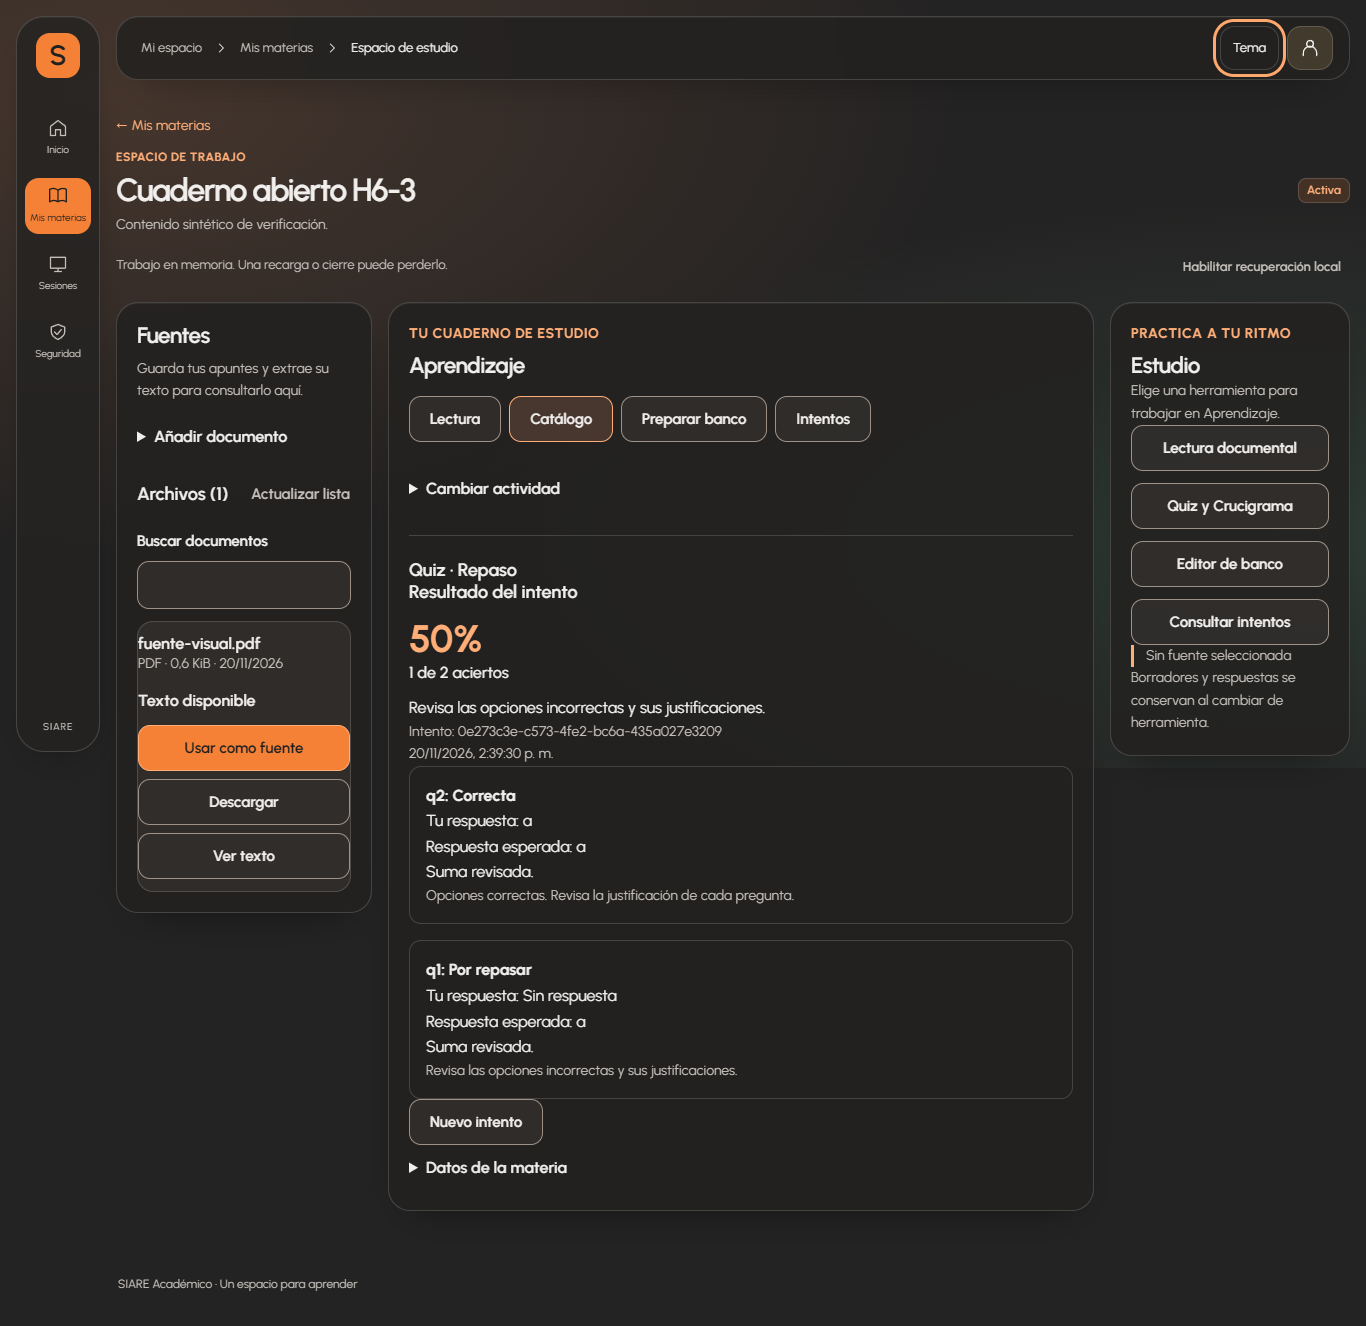 S
Inicio
Mis materias
Sesiones
Seguridad
SIARE
Mi espacio > Mis materias > Espacio de estudio
Tema
← Mis materias
ESPACIO DE TRABAJO
Cuaderno abierto H6-3
Activa
Contenido sintético de verificación.
Trabajo en memoria. Una recarga o cierre puede perderlo.
Habilitar recuperación local
Fuentes
Guarda tus apuntes y extrae su
texto para consultarlo aquí.
Añadir documento
Archivos (1)
Actualizar lista
Buscar documentos
fuente-visual.pdf
PDF · 0,6 KiB · 20/11/2026
Texto disponible
Usar como fuente
Descargar
Ver texto
TU CUADERNO DE ESTUDIO
Aprendizaje
Lectura
Catálogo
Preparar banco
Intentos
Cambiar actividad
Quiz · Repaso
Resultado del intento
50%
1 de 2 aciertos
Revisa las opciones incorrectas y sus justificaciones.
Intento: 0e273c3e-c573-4fe2-bc6a-435a027e3209
20/11/2026, 2:39:30 p. m.
q2: Correcta
Tu respuesta: a
Respuesta esperada: a
Suma revisada.
Opciones correctas. Revisa la justificación de cada pregunta.
q1: Por repasar
Tu respuesta: Sin respuesta
Respuesta esperada: a
Suma revisada.
Revisa las opciones incorrectas y sus justificaciones.
Nuevo intento
Datos de la materia
PRACTICA A TU RITMO
Estudio
Elige una herramienta para
trabajar en Aprendizaje.
Lectura documental
Quiz y Crucigrama
Editor de banco
Consultar intentos
Sin fuente seleccionada
Borradores y respuestas se
conservan al cambiar de
herramienta.
SIARE Académico · Un espacio para aprender